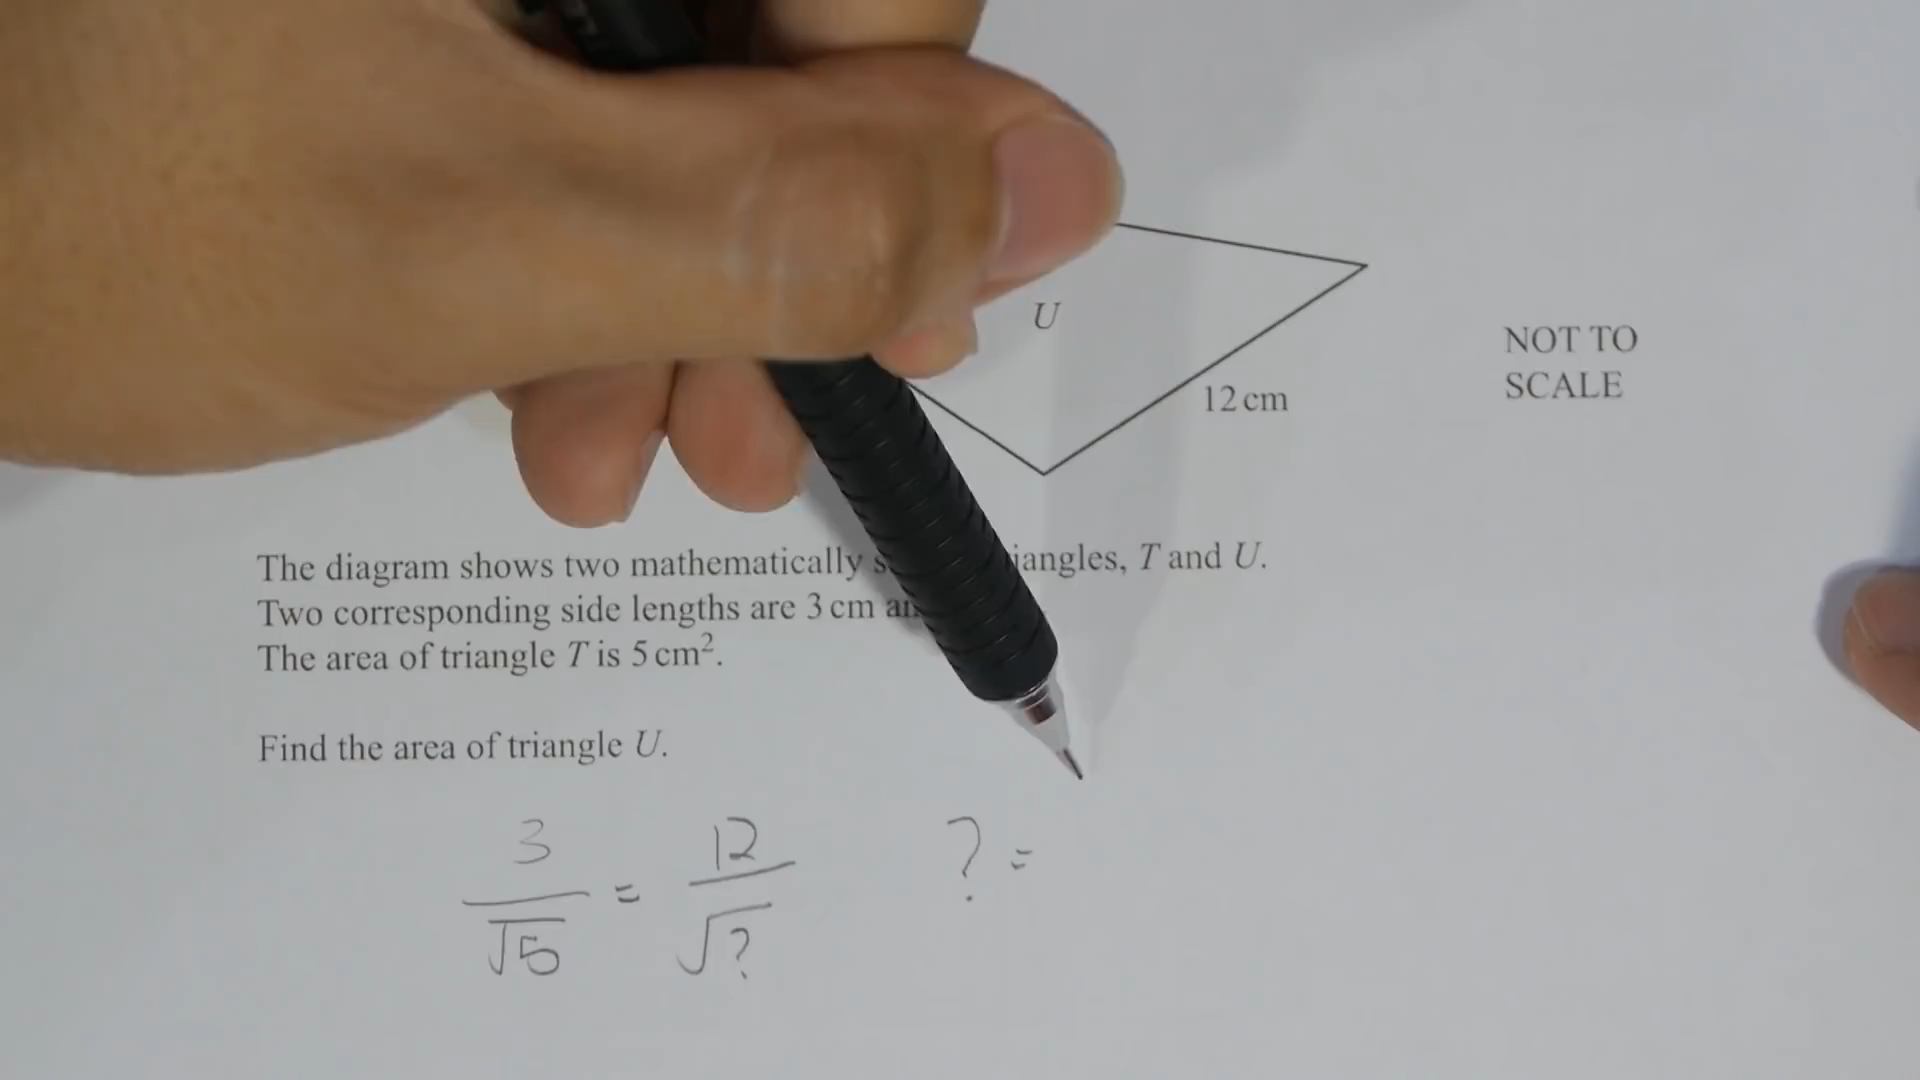 U
NOT TO
SCALE
12 cm
The diagram shows two mathematically triangles, T and U.
Two corresponding side lengths are 3 cm
The area of triangle T is 5 cm².
Find the area of triangle U.
3/√5 = 12/√? ? =